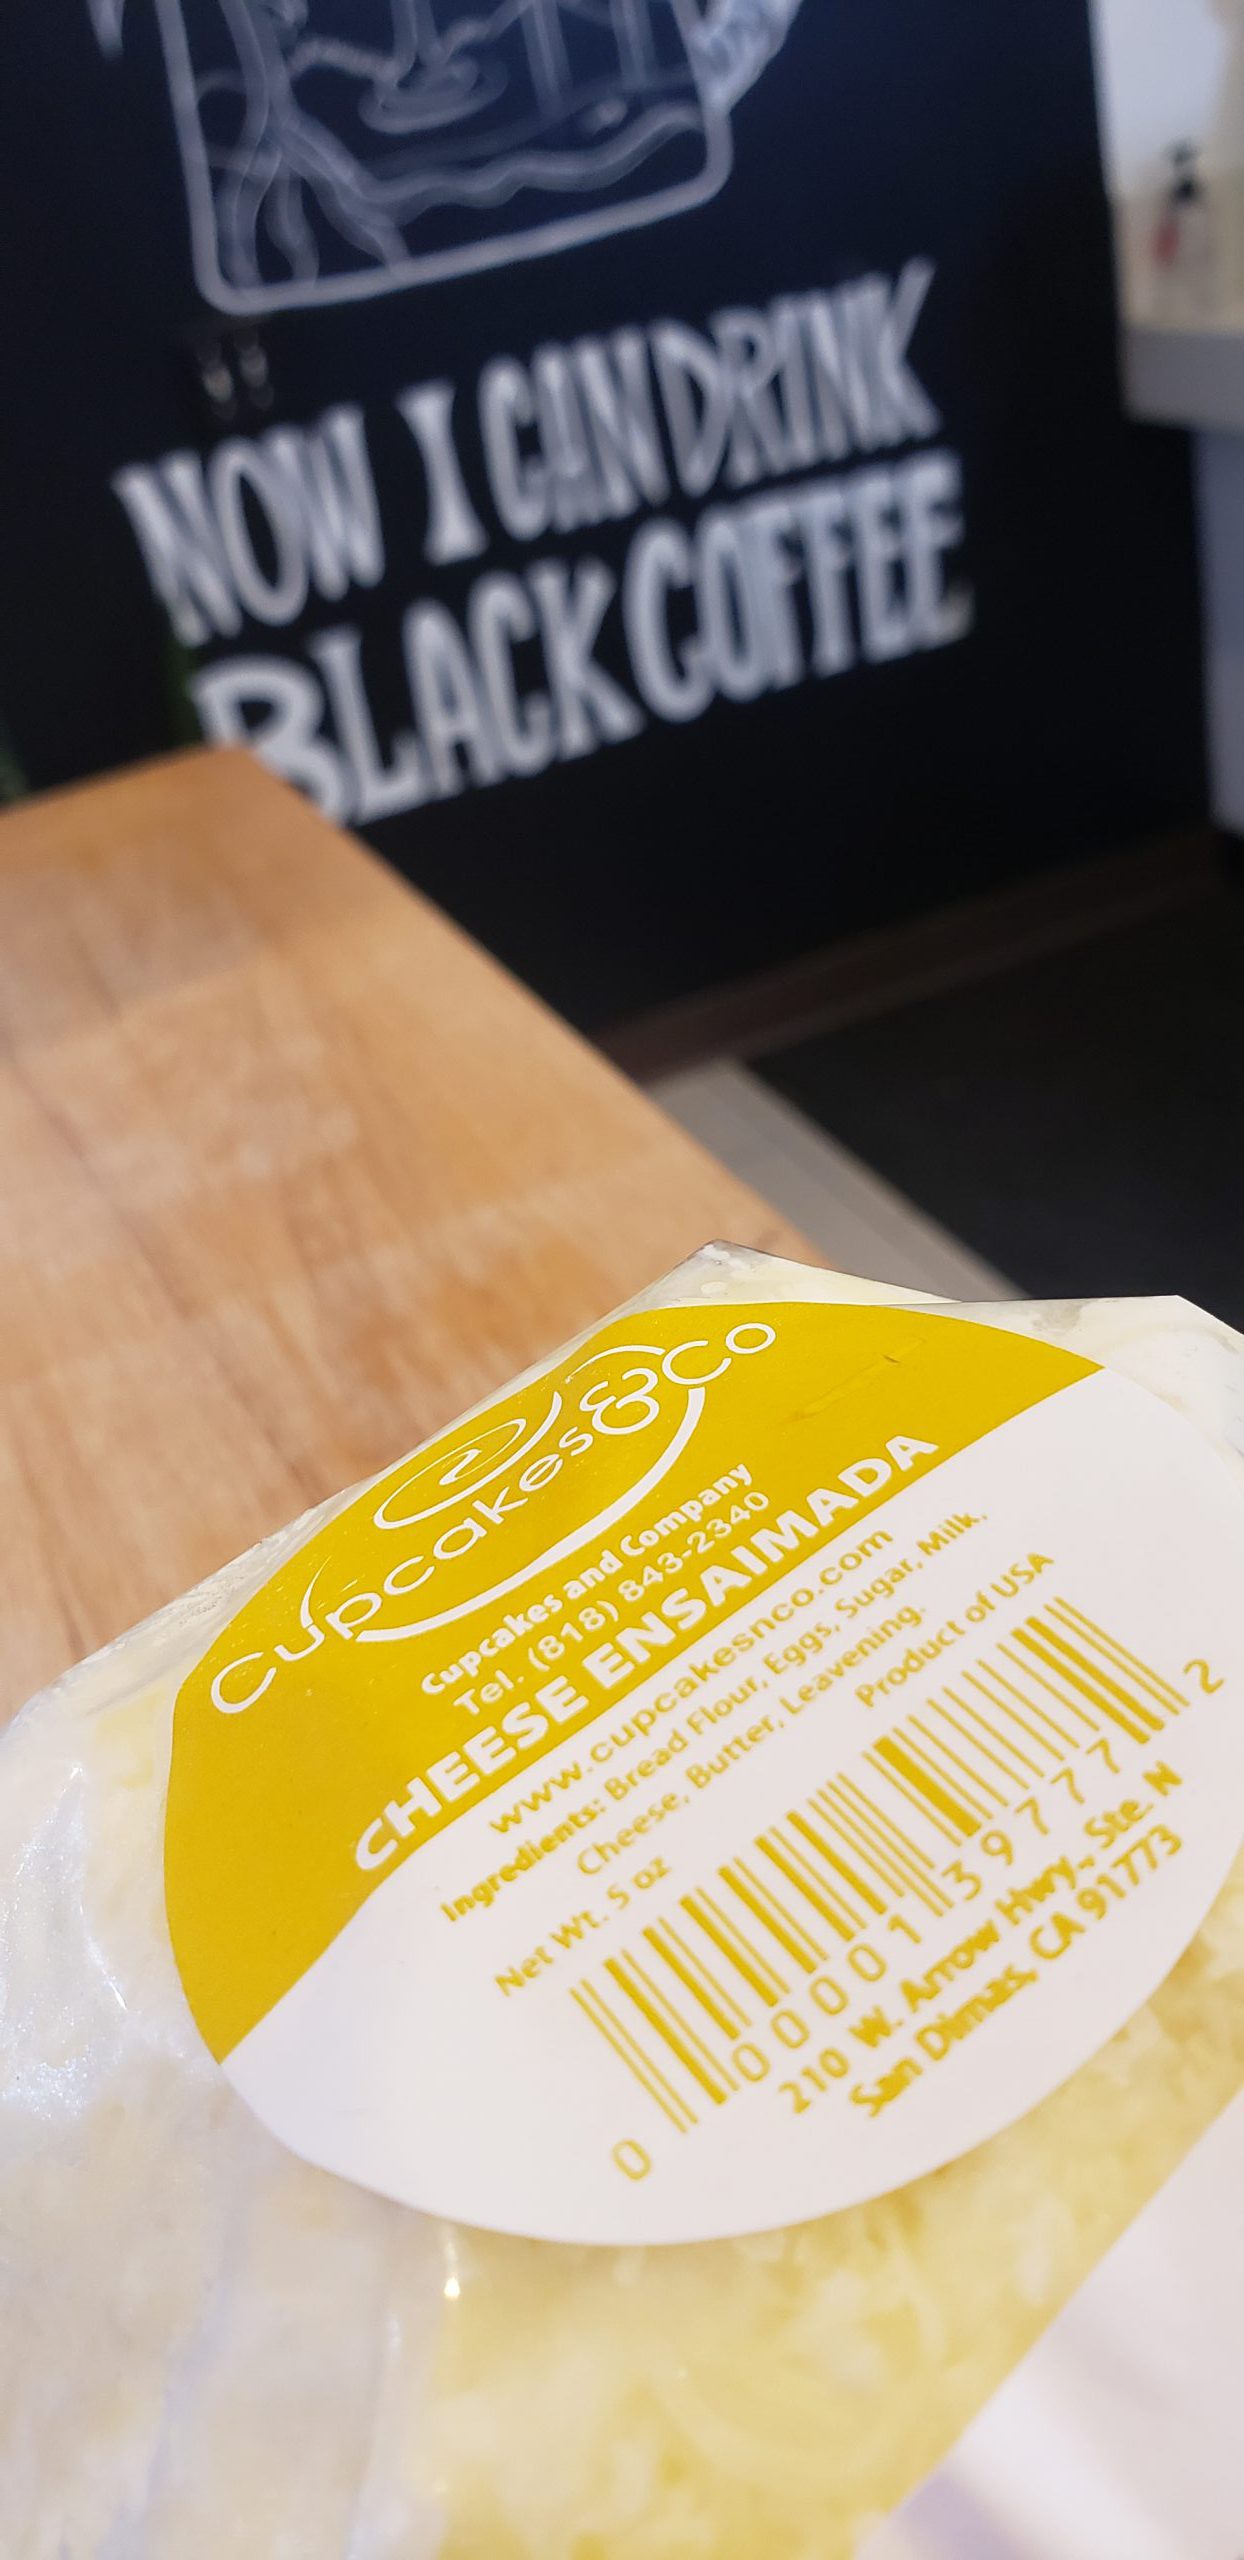 NOW I CAN DRINK
BLACK COFFEE
Cupcakes & Co
Cupcakes and Company
Tel. (818) 843-2340
CHEESE ENSAIMADA
www.cupcakesnco.com
Ingredients: Bread Flour, Eggs, Sugar, Milk,
Cheese, Butter, Leavening.
Net Wt. 5 oz
Product of USA
0 00001 39777 2
210 W. Arrow Hwy., Ste. N
San Dimas, CA 91773